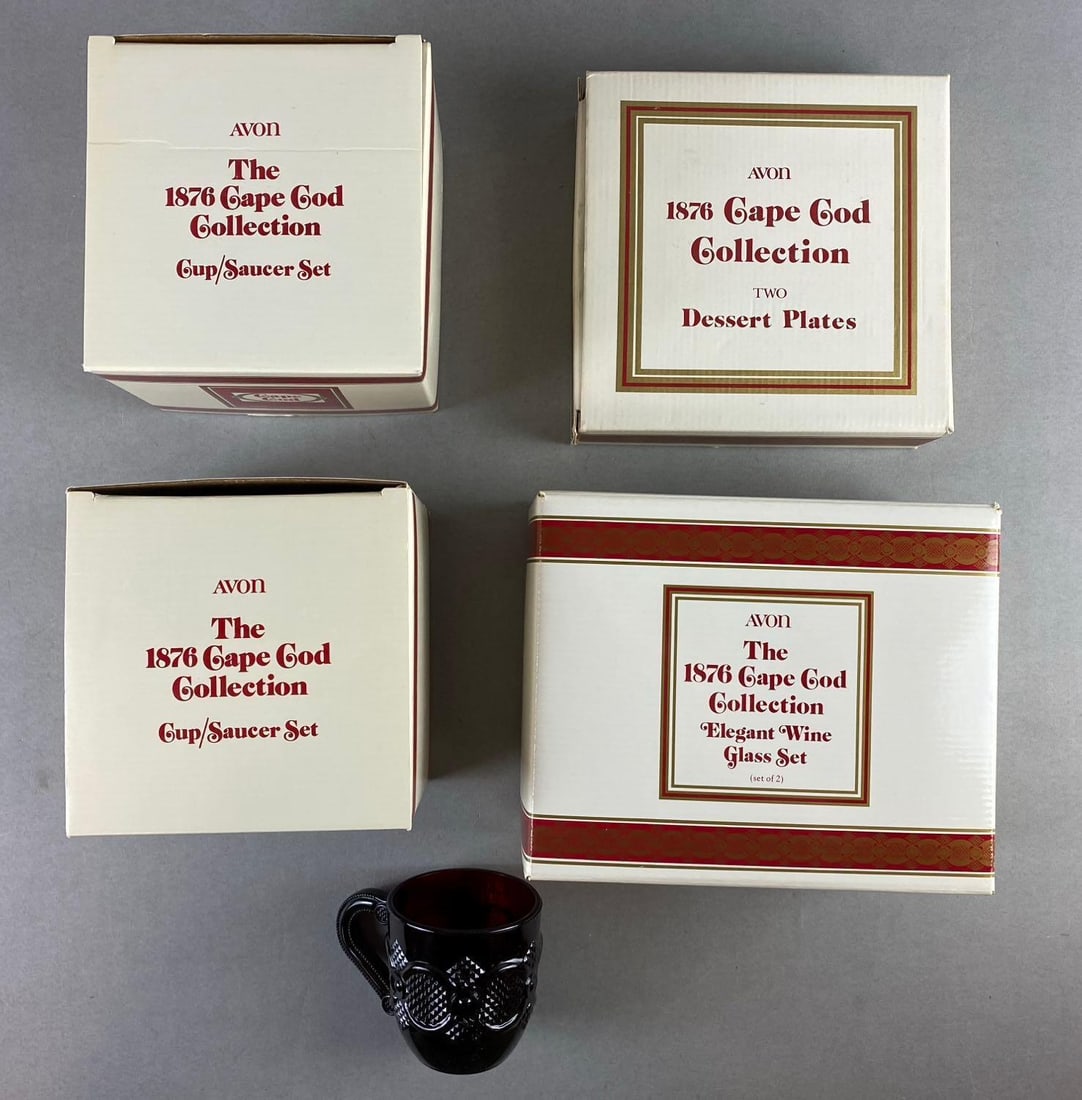 AVON
The
1876 Cape Cod
Collection
Cup/Saucer Set
Cape
Cod
AVON
1876 Cape Cod
Collection
TWO
Dessert Plates
AVON
The
1876 Cape Cod
Collection
Cup/Saucer Set
AVON
The
1876 Cape Cod
Collection
Elegant Wine
Glass Set
(set of 2)